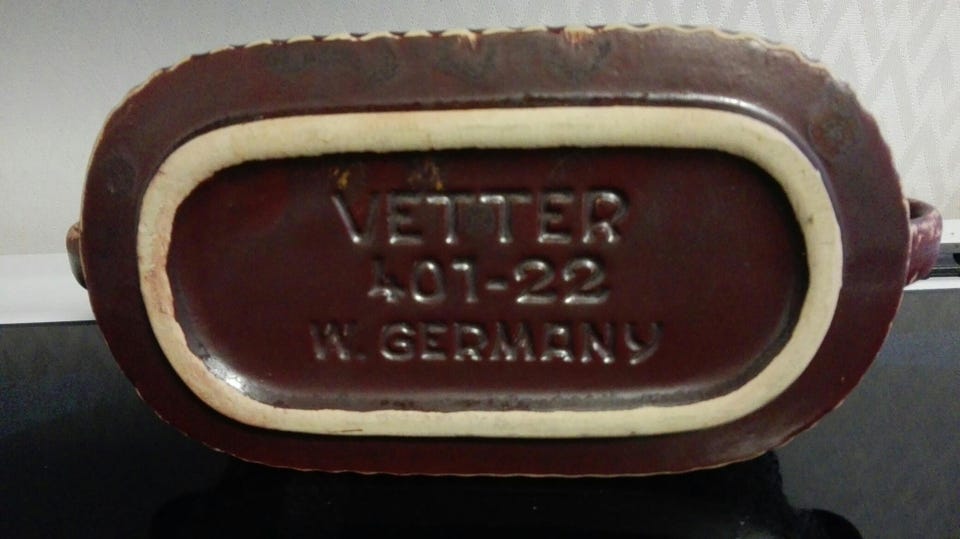 VETTER
401-22
W. GERMANY